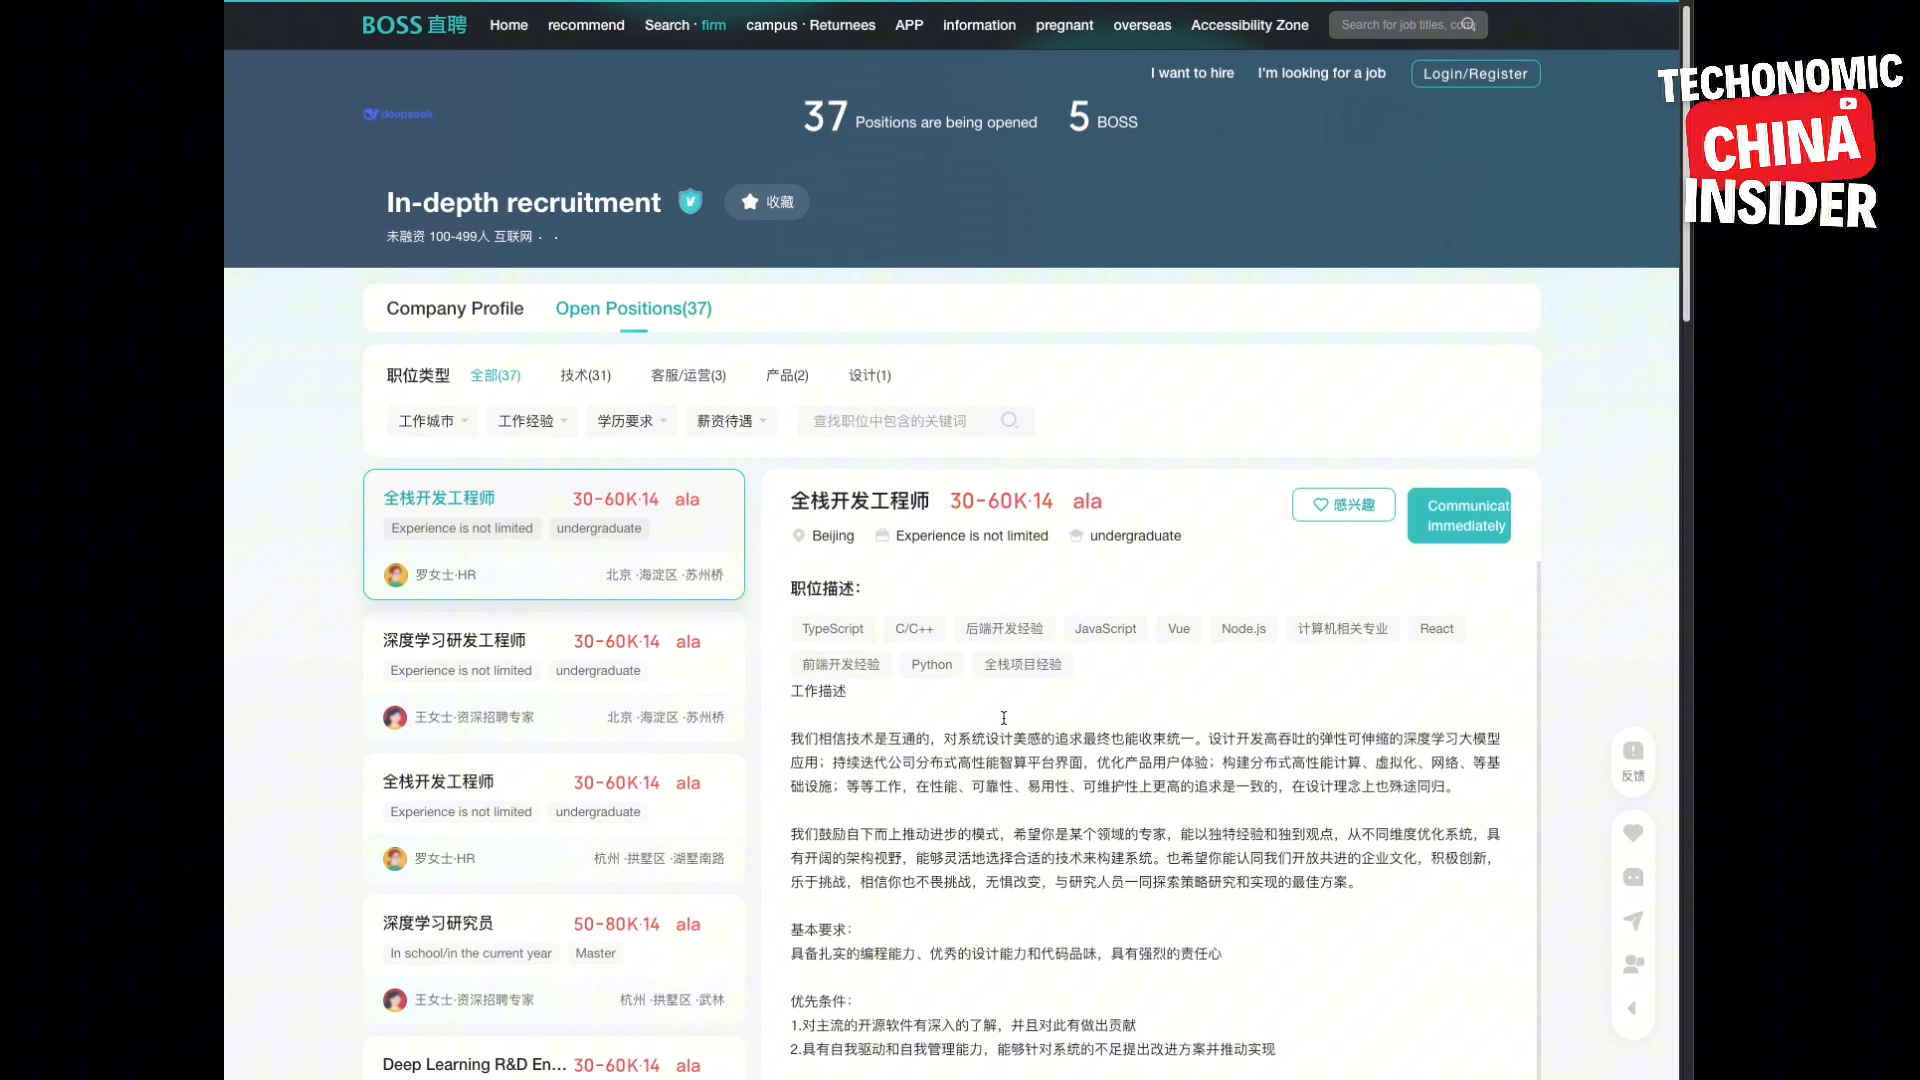 BOSS 直聘
Home recommend Search · firm campus · Returnees APP information pregnant overseas Accessibility Zone
I want to hire I'm looking for a job Login/Register
deepseek
37 Positions are being opened 5 BOSS
In-depth recruitment 收藏
未融资 100-499人 互联网 · ·
TECHONOMIC
CHINA
INSIDER
Company Profile Open Positions(37)
职位类型 全部(37) 技术(31) 客服/运营(3) 产品(2) 设计(1)
工作城市 工作经验 学历要求 薪资待遇 查找职位中包含的关键词
全栈开发工程师 30-60K·14 ala
Experience is not limited undergraduate
罗女士·HR 北京 ·海淀区 ·苏州桥
深度学习研发工程师 30-60K·14 ala
Experience is not limited undergraduate
王女士·资深招聘专家 北京 ·海淀区 ·苏州桥
全栈开发工程师 30-60K·14 ala
Experience is not limited undergraduate
罗女士·HR 杭州 ·拱墅区 ·湖墅南路
深度学习研究员 50-80K·14 ala
In school/in the current year Master
王女士·资深招聘专家 杭州 ·拱墅区 ·武林
Deep Learning R&D En... 30-60K·14 ala
全栈开发工程师 30-60K·14 ala
感兴趣
Communicat
immediately
Beijing Experience is not limited undergraduate
职位描述：
TypeScript C/C++ 后端开发经验 JavaScript Vue Node.js 计算机相关专业 React
前端开发经验 Python 全栈项目经验
工作描述
我们相信技术是互通的，对系统设计美感的追求最终也能收束统一。设计开发高吞吐的弹性可伸缩的深度学习大模型
应用；持续迭代公司分布式高性能智算平台界面，优化产品用户体验；构建分布式高性能计算、虚拟化、网络、等基
础设施；等等工作，在性能、可靠性、易用性、可维护性上更高的追求是一致的，在设计理念上也殊途同归。
我们鼓励自下而上推动进步的模式，希望你是某个领域的专家，能以独特经验和独到观点，从不同维度优化系统，具
有开阔的架构视野，能够灵活地选择合适的技术来构建系统。也希望你能认同我们开放共进的企业文化，积极创新，
乐于挑战，相信你也不畏挑战，无惧改变，与研究人员一同探索策略研究和实现的最佳方案。
基本要求：
具备扎实的编程能力、优秀的设计能力和代码品味，具有强烈的责任心
优先条件：
1.对主流的开源软件有深入的了解，并且对此有做出贡献
2.具有自我驱动和自我管理能力，能够针对系统的不足提出改进方案并推动实现
反馈